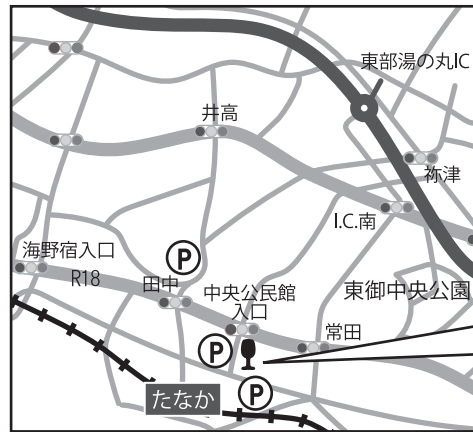 東部湯の丸IC
井高
祢津
I.C.南
海野宿入口
R18
P
田中
中央公民館
入口
東御中央公園
常田
P
P
たなか